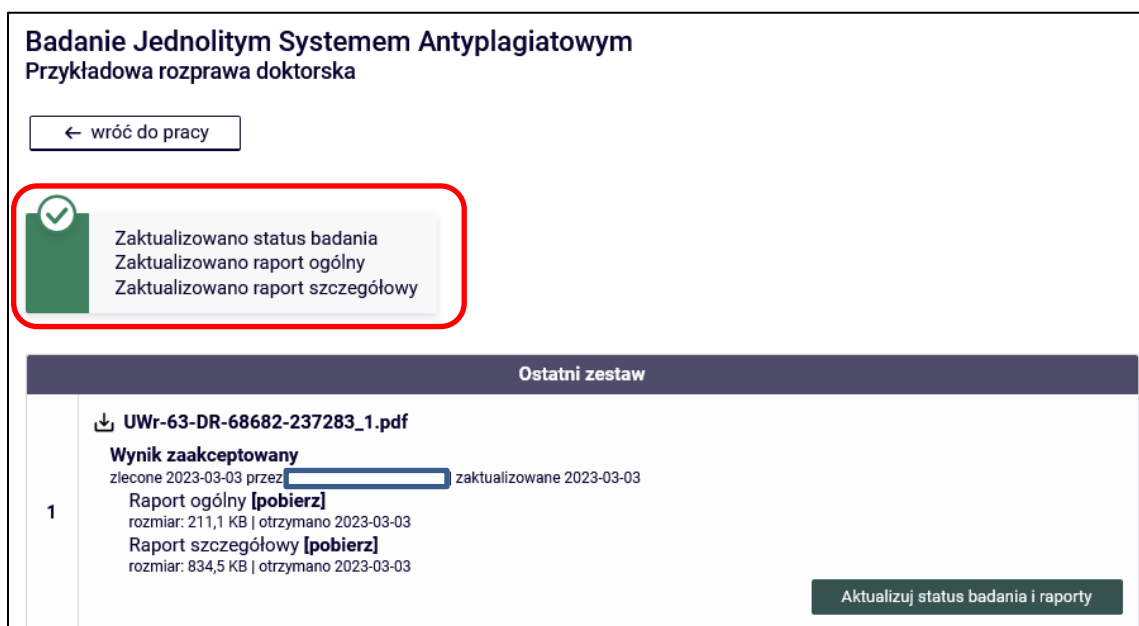 Badanie Jednolitym Systemem Antyplagiatowym
Przykładowa rozprawa doktorska
← wróć do pracy
Zaktualizowano status badania
Zaktualizowano raport ogólny
Zaktualizowano raport szczegółowy
Ostatni zestaw
UWr-63-DR-68682-237283_1.pdf
Wynik zaakceptowany
zlecone 2023-03-03 przez | zaktualizowane 2023-03-03
1
Raport ogólny [pobierz]
rozmiar: 211,1 KB | otrzymano 2023-03-03
Raport szczegółowy [pobierz]
rozmiar: 834,5 KB | otrzymano 2023-03-03
Aktualizuj status badania i raporty